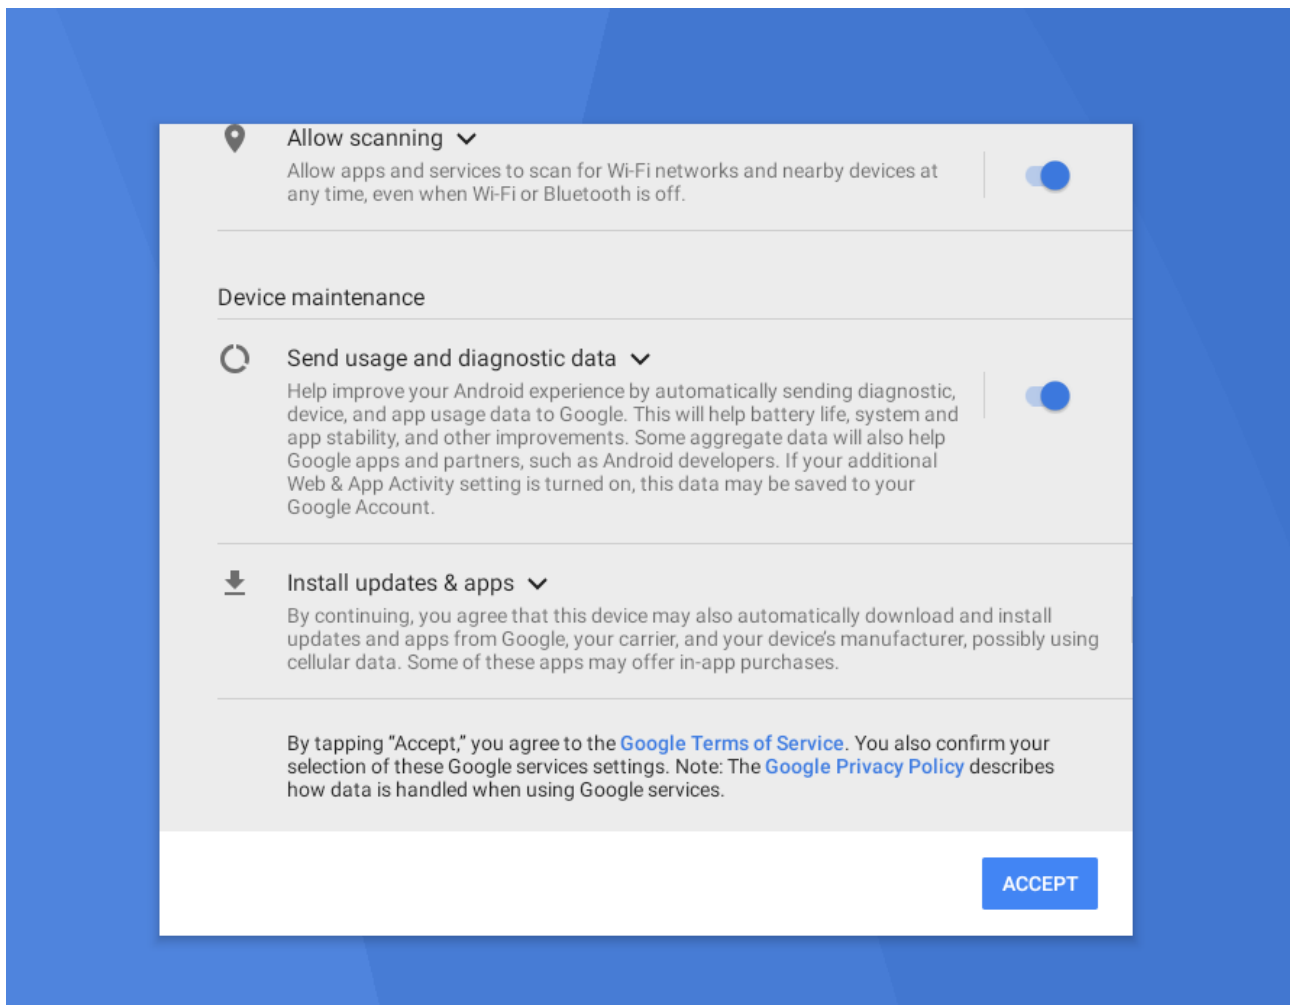 Allow scanning
Allow apps and services to scan for Wi-Fi networks and nearby devices at
any time, even when Wi-Fi or Bluetooth is off.
Device maintenance
Send usage and diagnostic data
Help improve your Android experience by automatically sending diagnostic,
device, and app usage data to Google. This will help battery life, system and
app stability, and other improvements. Some aggregate data will also help
Google apps and partners, such as Android developers. If your additional
Web & App Activity setting is turned on, this data may be saved to your
Google Account.
Install updates & apps
By continuing, you agree that this device may also automatically download and install
updates and apps from Google, your carrier, and your device’s manufacturer, possibly using
cellular data. Some of these apps may offer in-app purchases.
By tapping “Accept,” you agree to the Google Terms of Service. You also confirm your
selection of these Google services settings. Note: The Google Privacy Policy describes
how data is handled when using Google services.
ACCEPT